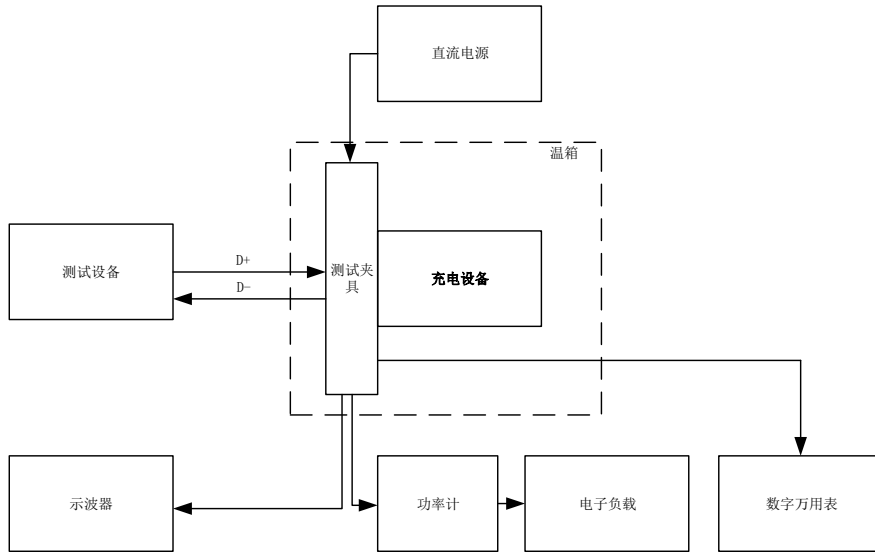 直流电源
温箱
测试设备
D+
D-
测试夹
具
充电设备
示波器
功率计
电子负载
数字万用表